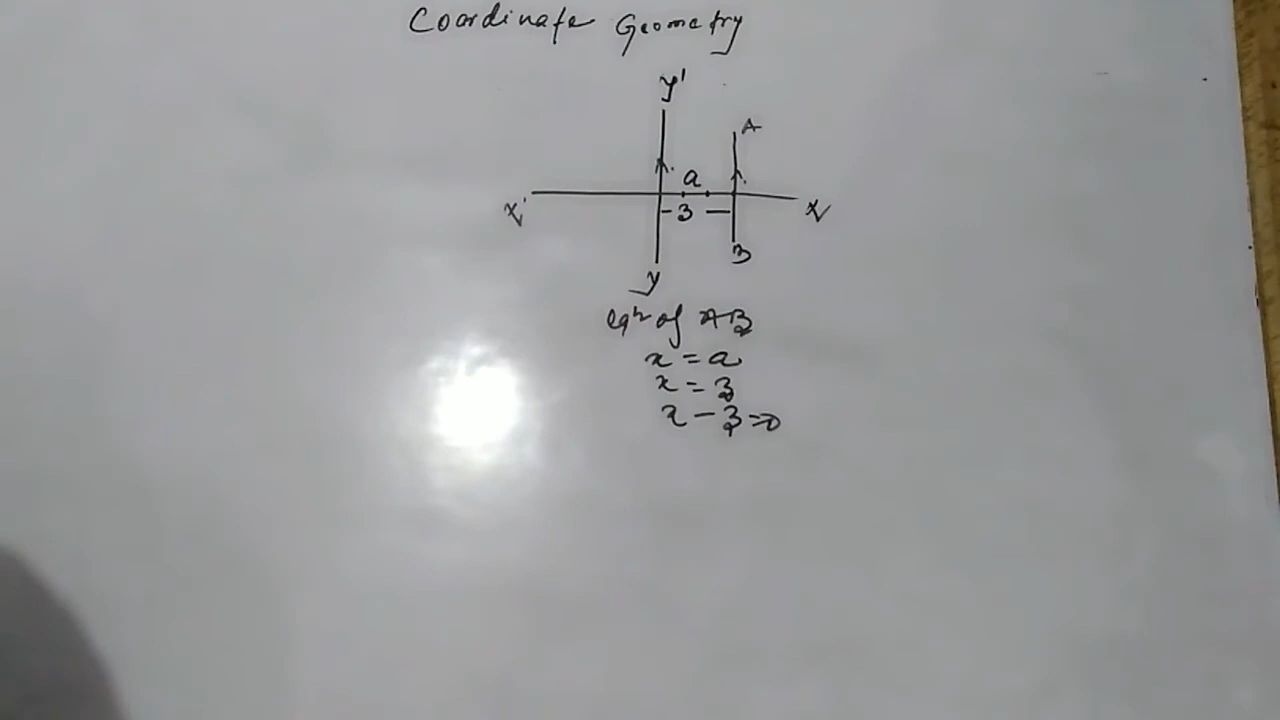 Coordinate Geometry
y'
A
a
x' 3 x
B
y
eqn of AB
x = a
x = 3
x - 3 = 0